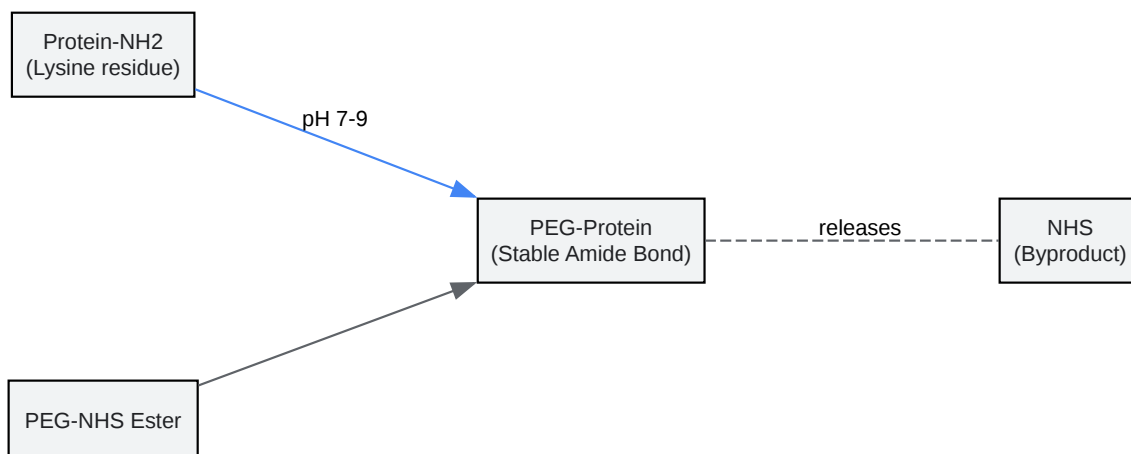 Protein-NH2
(Lysine residue)
pH 7-9
PEG-Protein
(Stable Amide Bond)
releases
NHS
(Byproduct)
PEG-NHS Ester